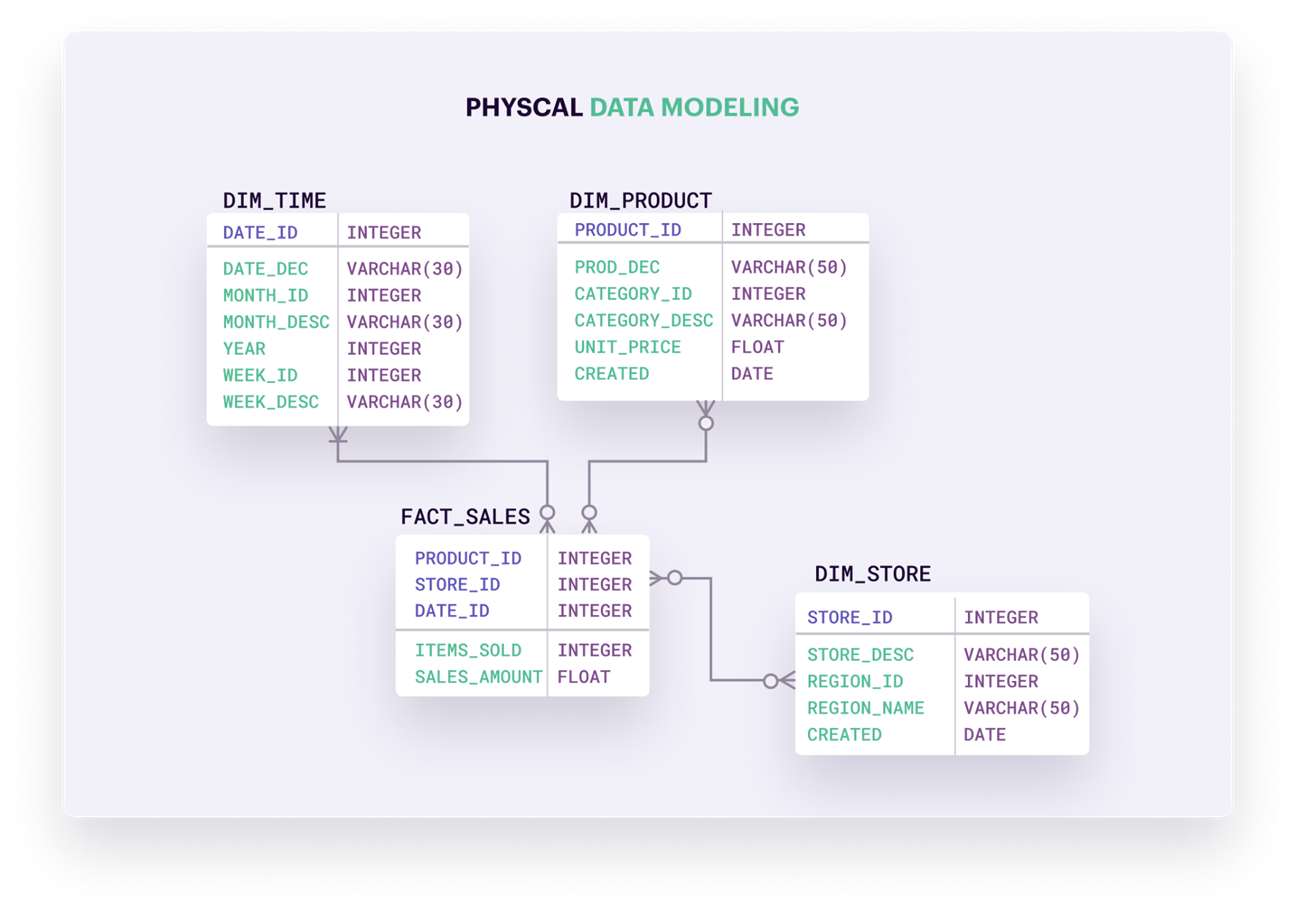 PHYSCAL DATA MODELING
DIM_TIME
DATE_ID INTEGER
DATE_DEC VARCHAR(30)
MONTH_ID INTEGER
MONTH_DESC VARCHAR(30)
YEAR INTEGER
WEEK_ID INTEGER
WEEK_DESC VARCHAR(30)
DIM_PRODUCT
PRODUCT_ID INTEGER
PROD_DEC VARCHAR(50)
CATEGORY_ID INTEGER
CATEGORY_DESC VARCHAR(50)
UNIT_PRICE FLOAT
CREATED DATE
FACT_SALES
PRODUCT_ID INTEGER
STORE_ID INTEGER
DATE_ID INTEGER
ITEMS_SOLD INTEGER
SALES_AMOUNT FLOAT
DIM_STORE
STORE_ID INTEGER
STORE_DESC VARCHAR(50)
REGION_ID INTEGER
REGION_NAME VARCHAR(50)
CREATED DATE